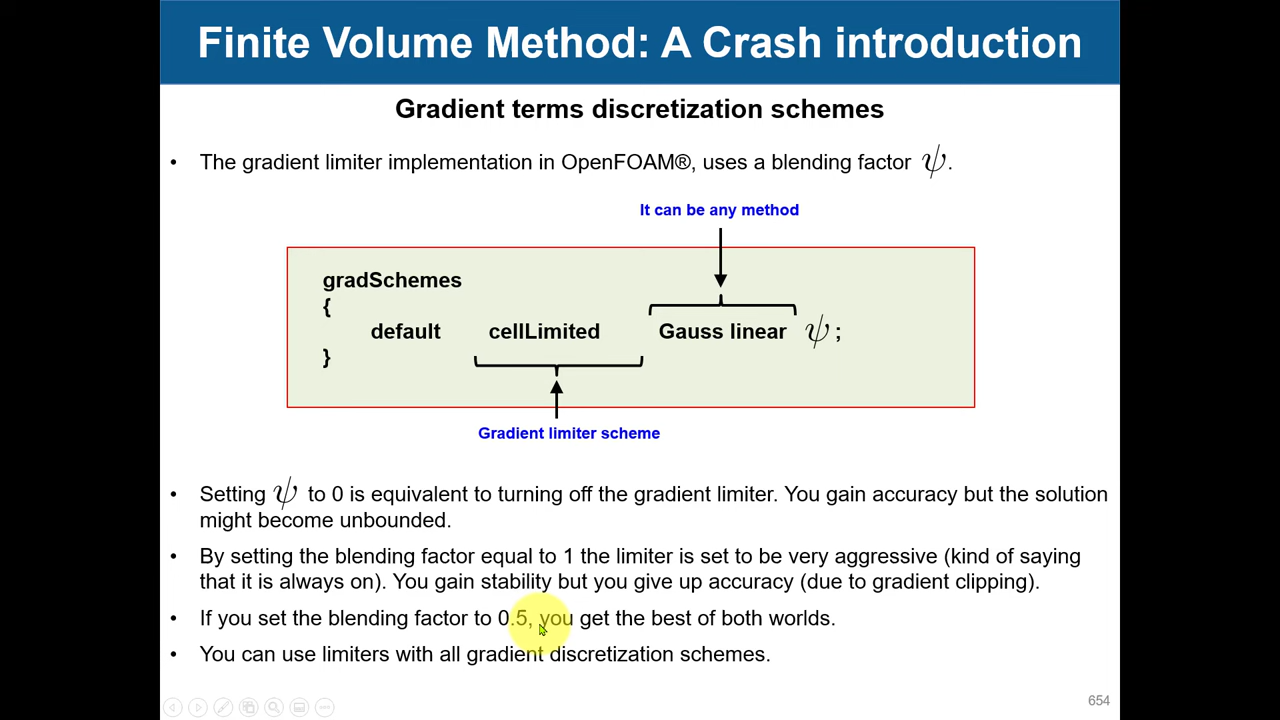 Finite Volume Method: A Crash introduction
Gradient terms discretization schemes
• The gradient limiter implementation in OpenFOAM®, uses a blending factor ψ.
It can be any method
gradSchemes
{
default cellLimited Gauss linear ψ ;
}
Gradient limiter scheme
• Setting ψ to 0 is equivalent to turning off the gradient limiter. You gain accuracy but the solution
might become unbounded.
• By setting the blending factor equal to 1 the limiter is set to be very aggressive (kind of saying
that it is always on). You gain stability but you give up accuracy (due to gradient clipping).
• If you set the blending factor to 0.5, you get the best of both worlds.
• You can use limiters with all gradient discretization schemes.
654